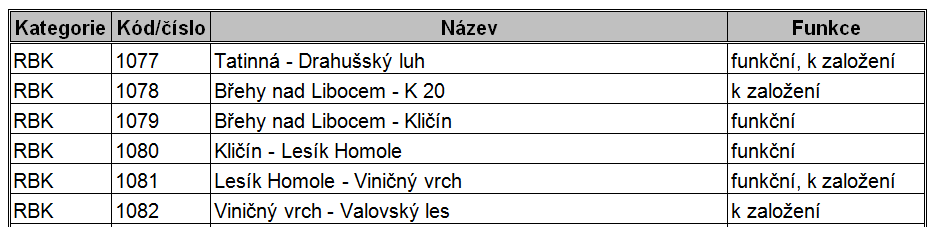 Kategorie Kód/číslo Název Funkce
RBK 1077 Tatinná - Drahušský luh funkční, k založení
RBK 1078 Břehy nad Libocem - K 20 k založení
RBK 1079 Břehy nad Libocem - Kličín funkční
RBK 1080 Kličín - Lesík Homole funkční
RBK 1081 Lesík Homole - Viničný vrch funkční, k založení
RBK 1082 Viničný vrch - Valovský les k založení